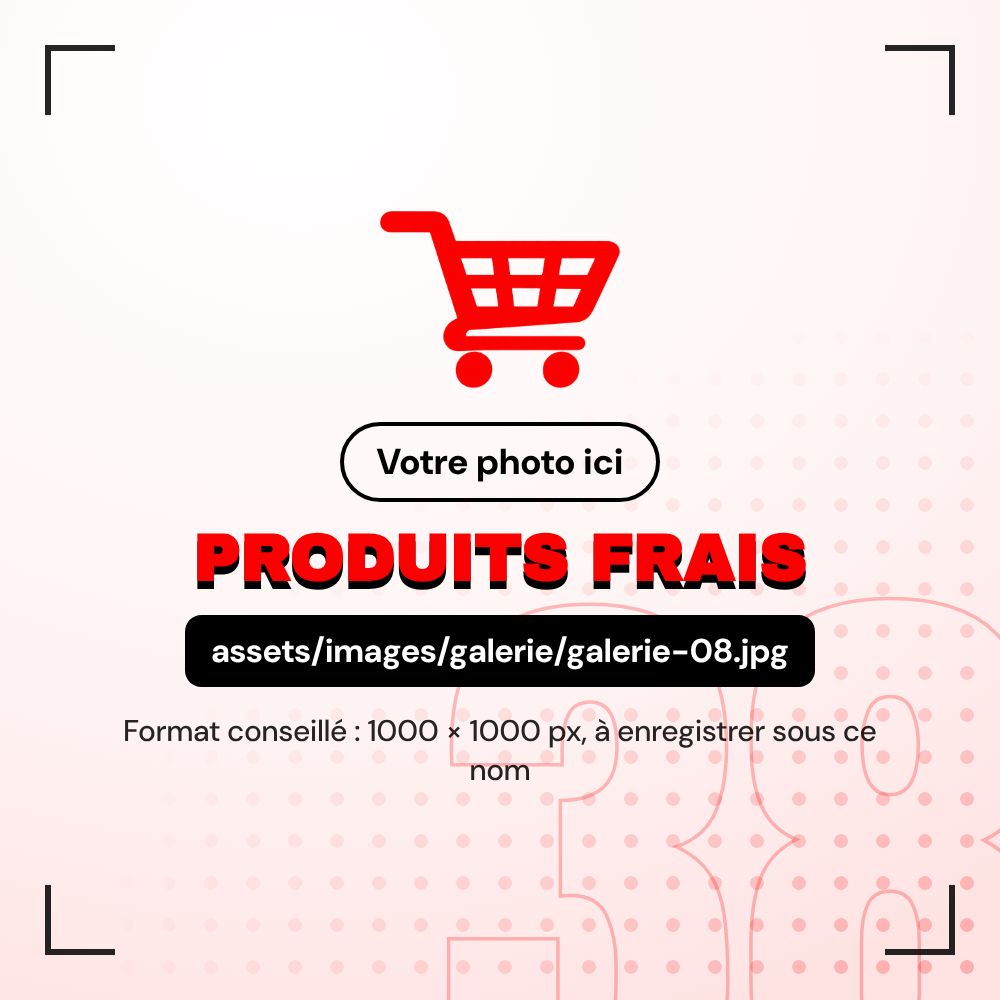 Votre photo ici
PRODUITS FRAIS
assets/images/galerie/galerie-08.jpg
Format conseillé : 1000 × 1000 px, à enregistrer sous ce
nom
38